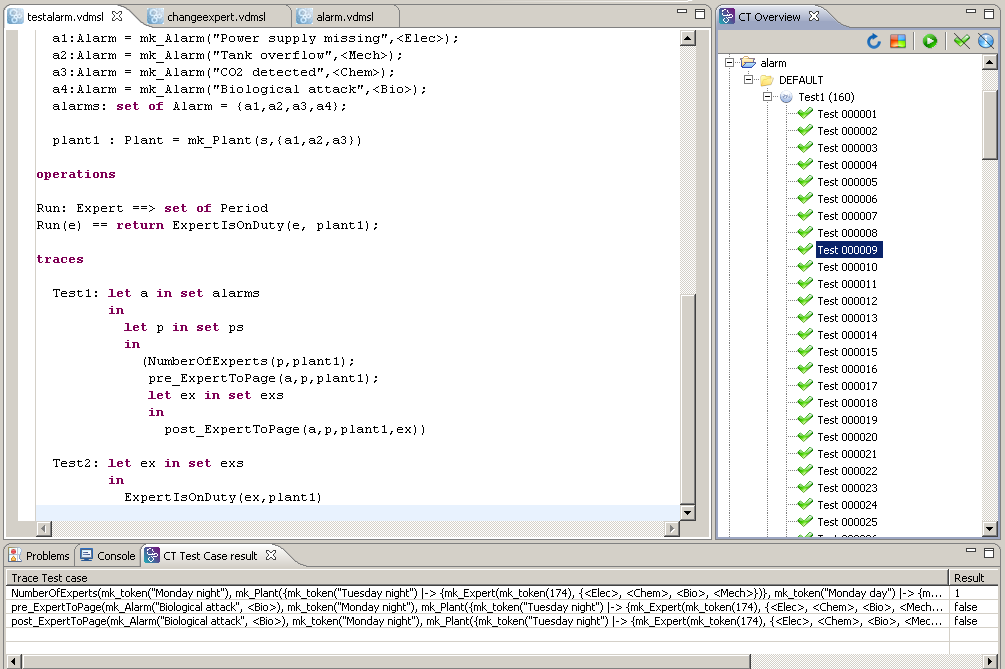 testalarm.vdmsl
changeexpert.vdmsl
alarm.vdmsl
a1:Alarm = mk_Alarm("Power supply missing",<Elec>);
a2:Alarm = mk_Alarm("Tank overflow",<Mech>);
a3:Alarm = mk_Alarm("CO2 detected",<Chem>);
a4:Alarm = mk_Alarm("Biological attack",<Bio>);
alarms: set of Alarm = {a1,a2,a3,a4};
plant1 : Plant = mk_Plant(s,{a1,a2,a3})
operations
Run: Expert ==> set of Period
Run(e) == return ExpertIsOnDuty(e, plant1);
traces
Test1: let a in set alarms
in
let p in set ps
in
(NumberOfExperts(p,plant1);
pre_ExpertToPage(a,p,plant1);
let ex in set exs
in
post_ExpertToPage(a,p,plant1,ex))
Test2: let ex in set exs
in
ExpertIsOnDuty(ex,plant1)
CT Overview
alarm
DEFAULT
Test1 (160)
Test 000001
Test 000002
Test 000003
Test 000004
Test 000005
Test 000006
Test 000007
Test 000008
Test 000009
Test 000010
Test 000011
Test 000012
Test 000013
Test 000014
Test 000015
Test 000016
Test 000017
Test 000018
Test 000019
Test 000020
Test 000021
Test 000022
Test 000023
Test 000024
Test 000025
Problems
Console
CT Test Case result
Trace Test case Result
NumberOfExperts(mk_token("Monday night"), mk_Plant({mk_token("Tuesday night") |-> {mk_Expert(mk_token(174), {<Elec>, <Chem>, <Bio>, <Mech>})}, mk_token("Monday day") |-> {m... 1
pre_ExpertToPage(mk_Alarm("Biological attack", <Bio>), mk_token("Monday night"), mk_Plant({mk_token("Tuesday night") |-> {mk_Expert(mk_token(174), {<Elec>, <Chem>, <Bio>, <Mech... false
post_ExpertToPage(mk_Alarm("Biological attack", <Bio>), mk_token("Monday night"), mk_Plant({mk_token("Tuesday night") |-> {mk_Expert(mk_token(174), {<Elec>, <Chem>, <Bio>, <Mec... false